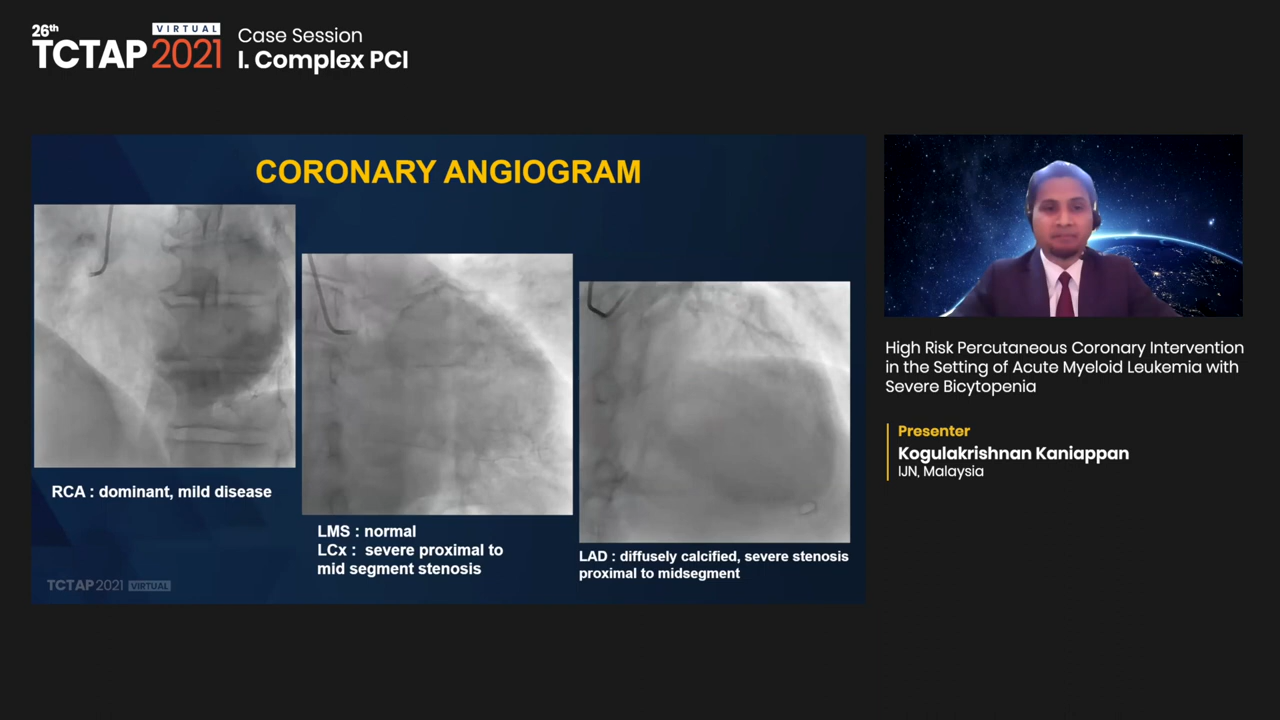 26th
VIRTUAL
TCTAP 2021
Case Session
I. Complex PCI
CORONARY ANGIOGRAM
RCA : dominant, mild disease
LMS : normal
LCx : severe proximal to
mid segment stenosis
LAD : diffusely calcified, severe stenosis
proximal to midsegment
TCTAP 2021 VIRTUAL
High Risk Percutaneous Coronary Intervention
in the Setting of Acute Myeloid Leukemia with
Severe Bicytopenia
Presenter
Kogulakrishnan Kaniappan
IJN, Malaysia